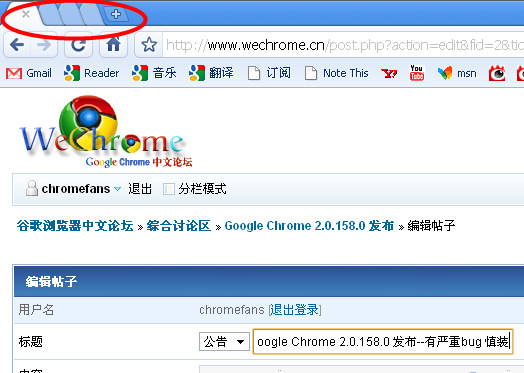 http://www.wechrome.cn/post.php?action=edit&fid=2&tic
Gmail Reader 音乐 翻译 订阅 Note This You Tube msn
WeChrome
Google Chrome 中文论坛
chromefans 退出 分栏模式
谷歌浏览器中文论坛 » 综合讨论区 » Google Chrome 2.0.158.0 发布 » 编辑帖子
编辑帖子
用户名 chromefans [退出登录]
标题 公告 oogle Chrome 2.0.158.0 发布--有严重bug 慎装